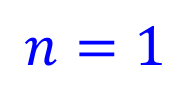 n = 1